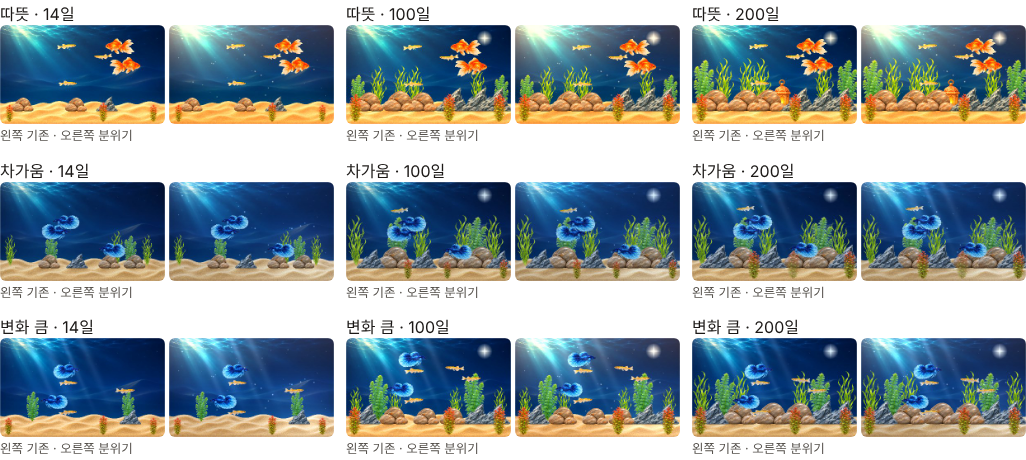 따뜻 · 14일
따뜻 · 100일
따뜻 · 200일
왼쪽 기존 · 오른쪽 분위기
왼쪽 기존 · 오른쪽 분위기
왼쪽 기존 · 오른쪽 분위기
차가움 · 14일
차가움 · 100일
차가움 · 200일
왼쪽 기존 · 오른쪽 분위기
왼쪽 기존 · 오른쪽 분위기
왼쪽 기존 · 오른쪽 분위기
변화 큼 · 14일
변화 큼 · 100일
변화 큼 · 200일
왼쪽 기존 · 오른쪽 분위기
왼쪽 기존 · 오른쪽 분위기
왼쪽 기존 · 오른쪽 분위기